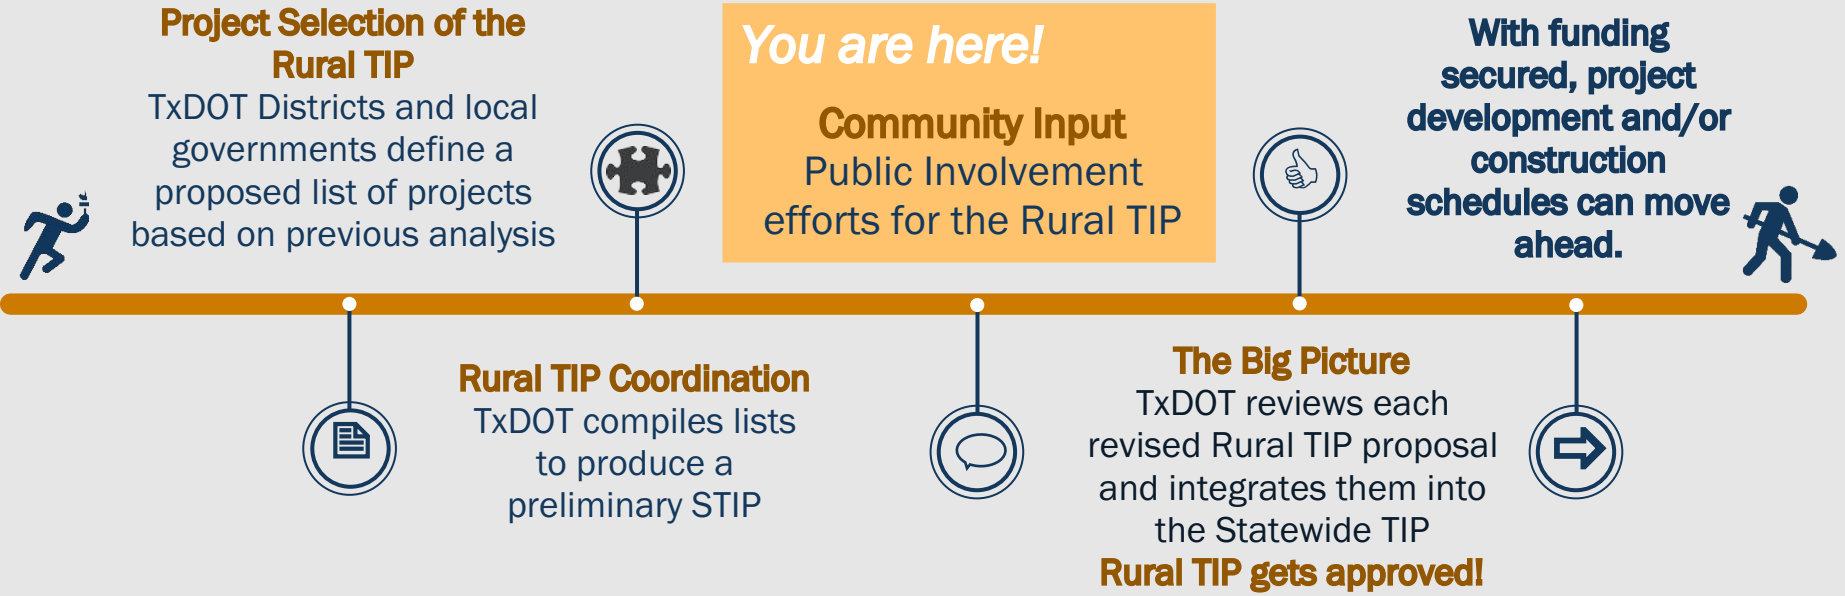 Project Selection of the
Rural TIP
TxDOT Districts and local
governments define a
proposed list of projects
based on previous analysis
Rural TIP Coordination
TxDOT compiles lists
to produce a
preliminary STIP
You are here!
Community Input
Public Involvement
efforts for the Rural TIP
The Big Picture
TxDOT reviews each
revised Rural TIP proposal
and integrates them into
the Statewide TIP
Rural TIP gets approved!
With funding
secured, project
development and/or
construction
schedules can move
ahead.